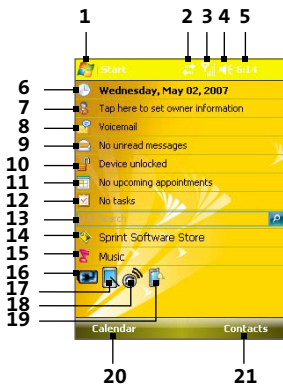 1 2 3 4 5
Start 6:14
6 Wednesday, May 02, 2007
7 Tap here to set owner information
8 Voicemail
9 No unread messages
10 Device unlocked
11 No upcoming appointments
12 No tasks
13 Search
14 Sprint Software Store
15 Music
16
17
18
19
Calendar Contacts
20 21